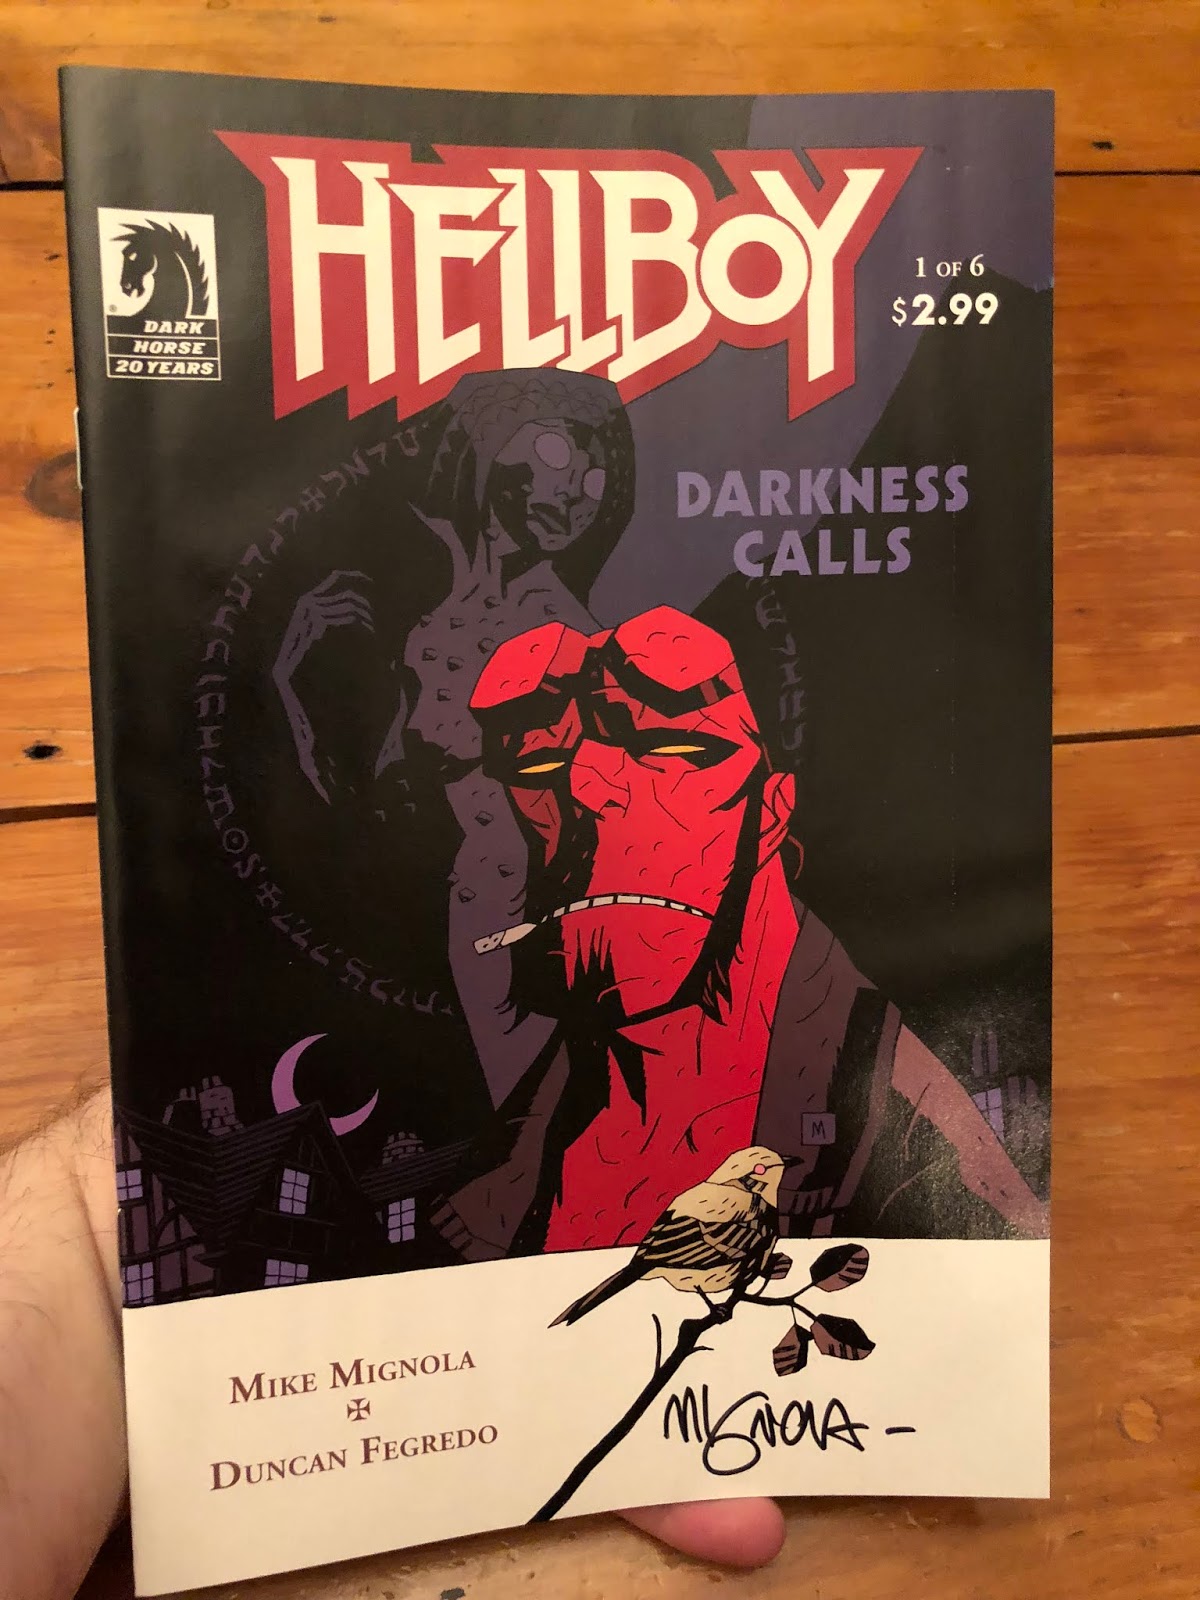 HELLBOY
1 OF 6
$2.99
DARK
HORSE
20 YEARS
DARKNESS
CALLS
M
MIKE MIGNOLA
✠
DUNCAN FEGREDO
MIGNOLA -